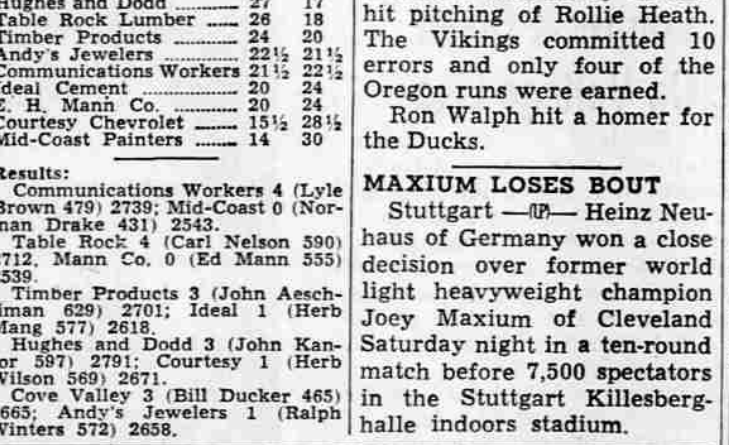 Hughes and Dodd 27 17
Table Rock Lumber 26 18
Timber Products 24 20
Andy's Jewelers 22½ 21½
Communications Workers 21½ 22½
Ideal Cement 20 24
E. H. Mann Co. 20 24
Courtesy Chevrolet 15½ 28½
Mid-Coast Painters 14 30
Results:
Communications Workers 4 (Lyle
Brown 479) 2739; Mid-Coast 0 (Nor-
man Drake 431) 2543.
Table Rock 4 (Carl Nelson 590)
2712, Mann Co. 0 (Ed Mann 555)
2539.
Timber Products 3 (John Aesch-
liman 629) 2701; Ideal 1 (Herb
Mang 577) 2618.
Hughes and Dodd 3 (John Kan-
or 597) 2791; Courtesy 1 (Herb
Wilson 569) 2671.
Cove Valley 3 (Bill Ducker 465)
665; Andy's Jewelers 1 (Ralph
Winters 572) 2658.
hit pitching of Rollie Heath.
The Vikings committed 10
errors and only four of the
Oregon runs were earned.
Ron Walph hit a homer for
the Ducks.
MAXIUM LOSES BOUT
Stuttgart —(UP)— Heinz Neu-
haus of Germany won a close
decision over former world
light heavyweight champion
Joey Maxium of Cleveland
Saturday night in a ten-round
match before 7,500 spectators
in the Stuttgart Killesberg-
halle indoors stadium.